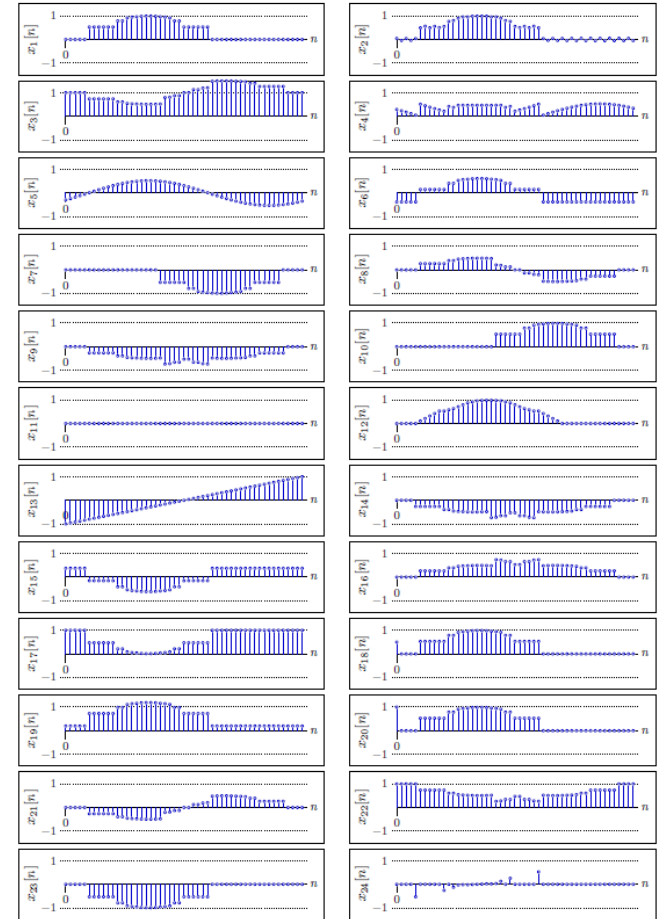 x₁[n] 1 −1 0 n
x₂[n] 1 −1 0 n
x₃[n] 1 −1 0 n
x₄[n] 1 −1 0 n
x₅[n] 1 −1 0 n
x₆[n] 1 −1 0 n
x₇[n] 1 −1 0 n
x₈[n] 1 −1 0 n
x₉[n] 1 −1 0 n
x₁₀[n] 1 −1 0 n
x₁₁[n] 1 −1 0 n
x₁₂[n] 1 −1 0 n
x₁₃[n] 1 −1 0 n
x₁₄[n] 1 −1 0 n
x₁₅[n] 1 −1 0 n
x₁₆[n] 1 −1 0 n
x₁₇[n] 1 −1 0 n
x₁₈[n] 1 −1 0 n
x₁₉[n] 1 −1 0 n
x₂₀[n] 1 −1 0 n
x₂₁[n] 1 −1 0 n
x₂₂[n] 1 −1 0 n
x₂₃[n] 1 −1 0 n
x₂₄[n] 1 −1 0 n